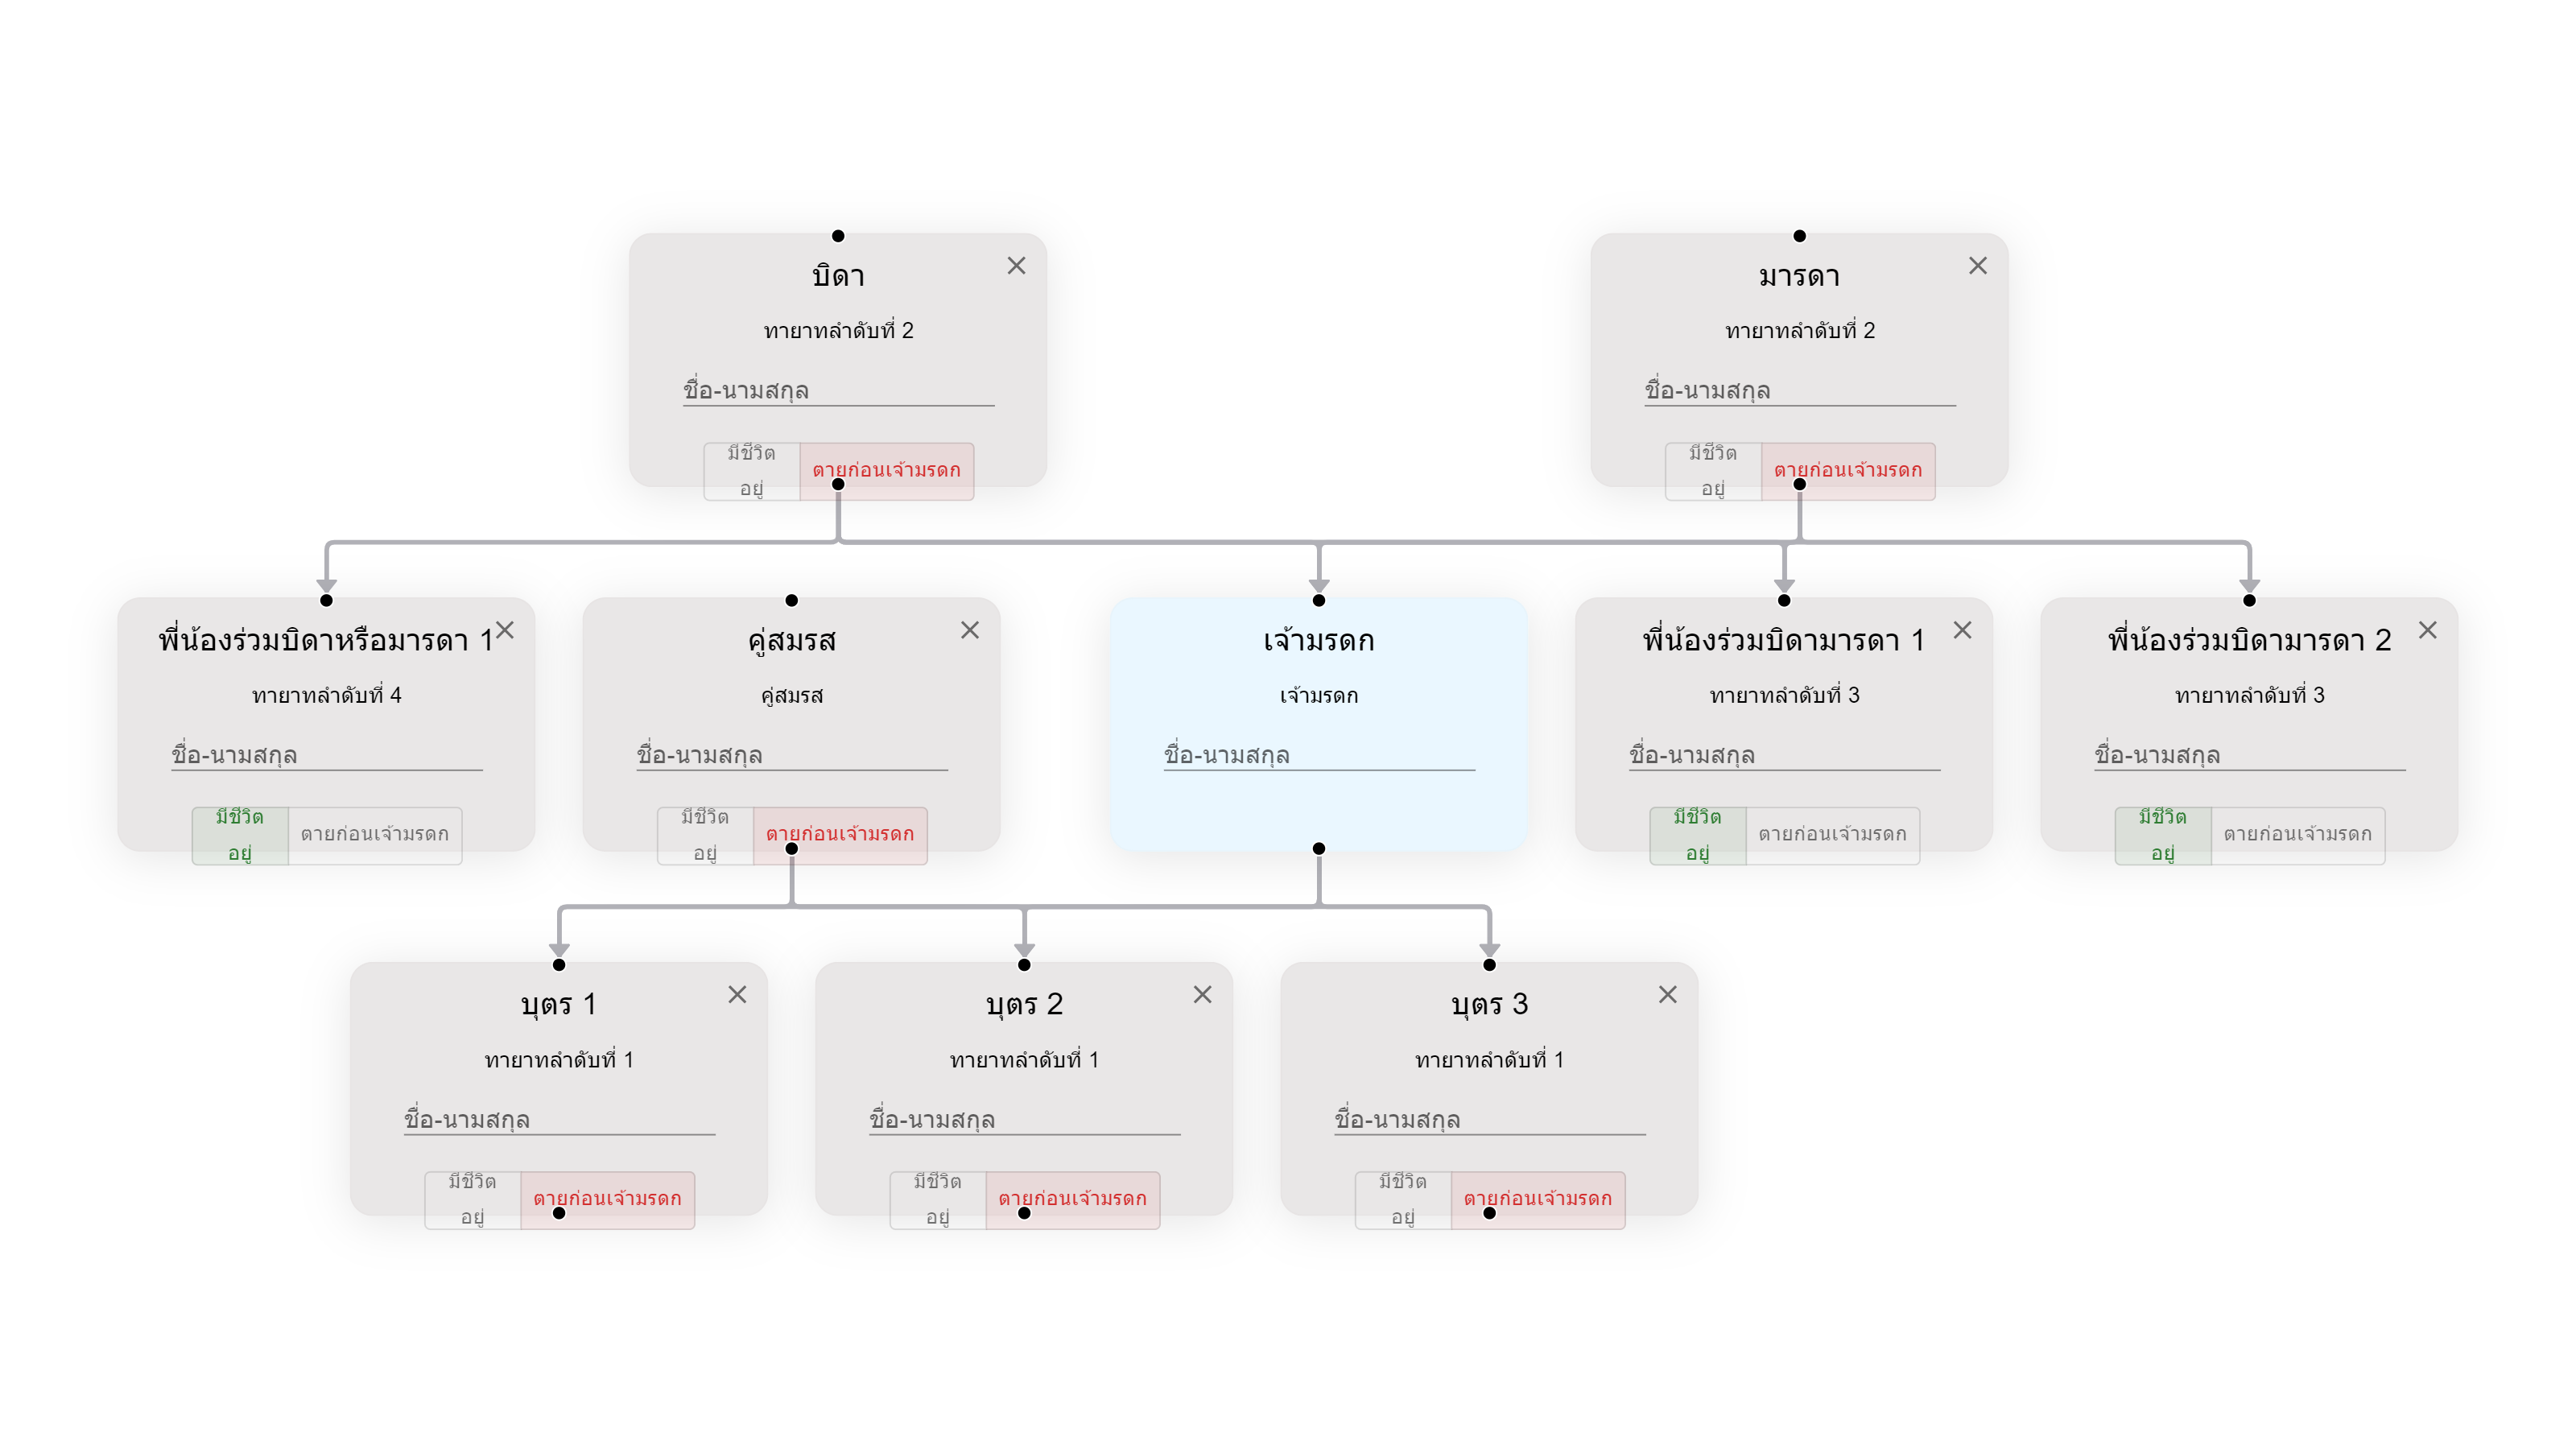 บิดา
ทายาทลำดับที่ 2
ชื่อ-นามสกุล
มีชีวิต
อยู่
ตายก่อนเจ้ามรดก
มารดา
ทายาทลำดับที่ 2
ชื่อ-นามสกุล
มีชีวิต
อยู่
ตายก่อนเจ้ามรดก
พี่น้องร่วมบิดาหรือมารดา 1
ทายาทลำดับที่ 4
ชื่อ-นามสกุล
มีชีวิต
อยู่
ตายก่อนเจ้ามรดก
คู่สมรส
คู่สมรส
ชื่อ-นามสกุล
มีชีวิต
อยู่
ตายก่อนเจ้ามรดก
เจ้ามรดก
เจ้ามรดก
ชื่อ-นามสกุล
พี่น้องร่วมบิดามารดา 1
ทายาทลำดับที่ 3
ชื่อ-นามสกุล
มีชีวิต
อยู่
ตายก่อนเจ้ามรดก
พี่น้องร่วมบิดามารดา 2
ทายาทลำดับที่ 3
ชื่อ-นามสกุล
มีชีวิต
อยู่
ตายก่อนเจ้ามรดก
บุตร 1
ทายาทลำดับที่ 1
ชื่อ-นามสกุล
มีชีวิต
อยู่
ตายก่อนเจ้ามรดก
บุตร 2
ทายาทลำดับที่ 1
ชื่อ-นามสกุล
มีชีวิต
อยู่
ตายก่อนเจ้ามรดก
บุตร 3
ทายาทลำดับที่ 1
ชื่อ-นามสกุล
มีชีวิต
อยู่
ตายก่อนเจ้ามรดก